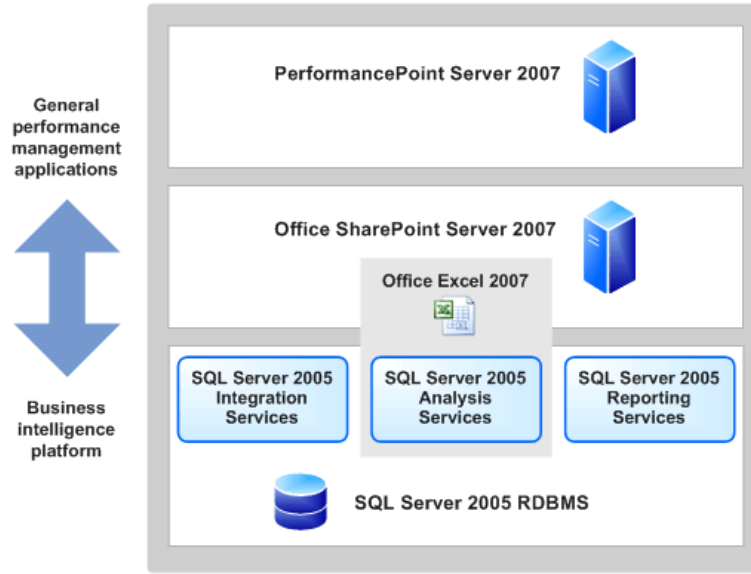 PerformancePoint Server 2007
General
performance
management
applications
Office SharePoint Server 2007
Office Excel 2007
SQL Server 2005
Integration
Services
SQL Server 2005
Analysis
Services
SQL Server 2005
Reporting
Services
Business
intelligence
platform
SQL Server 2005 RDBMS